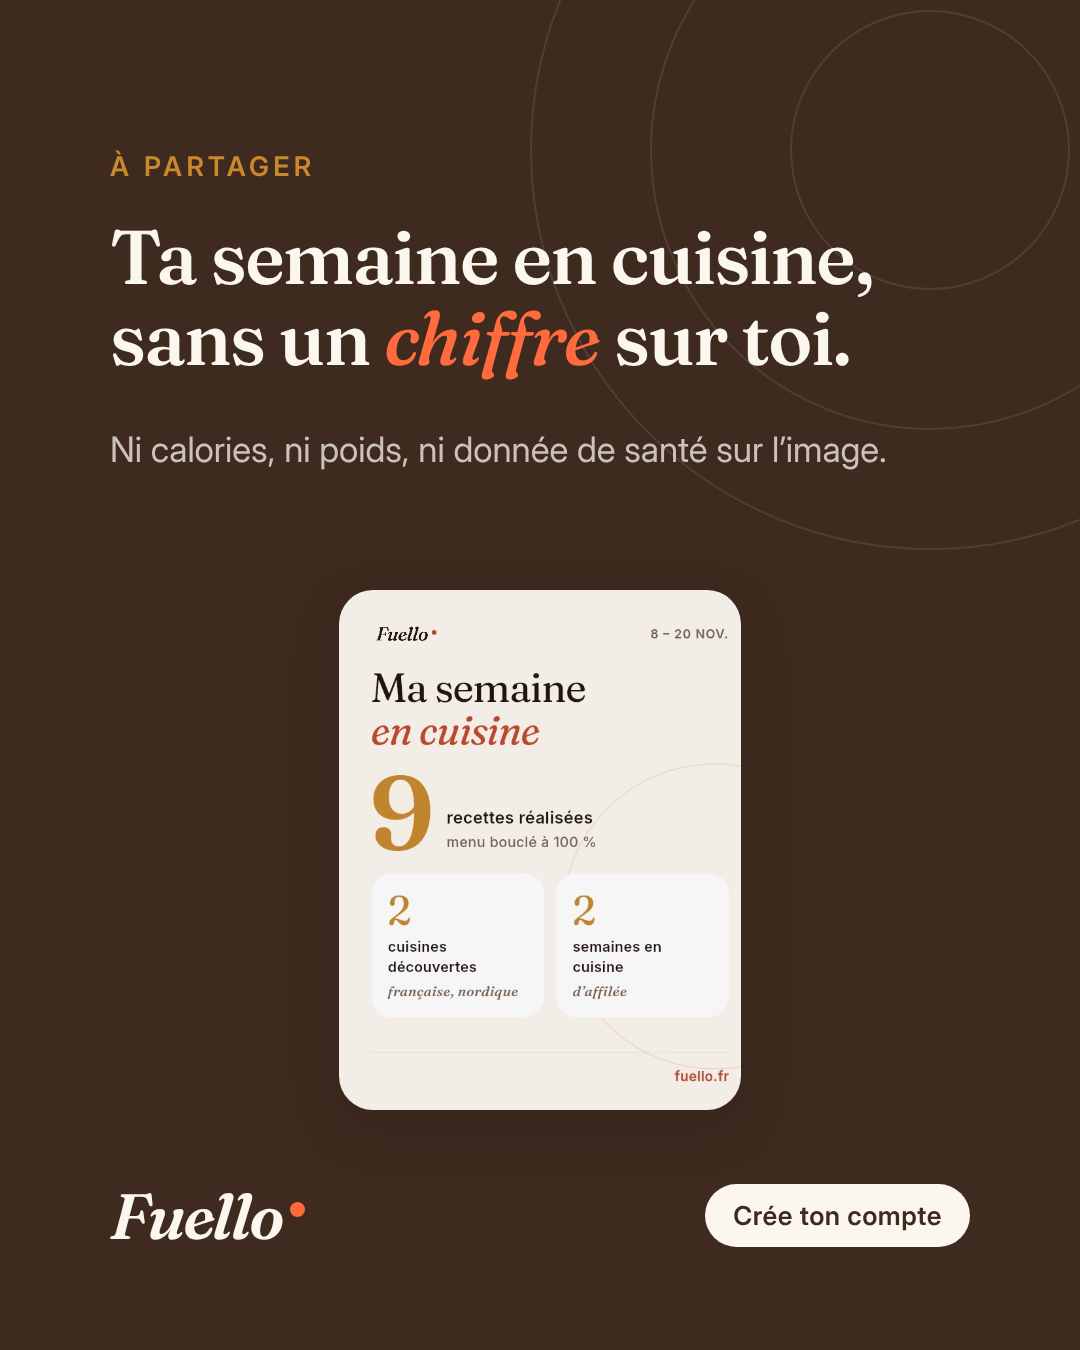 À PARTAGER
Ta semaine en cuisine,
sans un chiffre sur toi.
Ni calories, ni poids, ni donnée de santé sur l’image.
Fuello
8 – 20 NOV.
Ma semaine
en cuisine
9
recettes réalisées
menu bouclé à 100 %
2
cuisines
découvertes
française, nordique
2
semaines en
cuisine
d’affilée
fuello.fr
Fuello
Crée ton compte